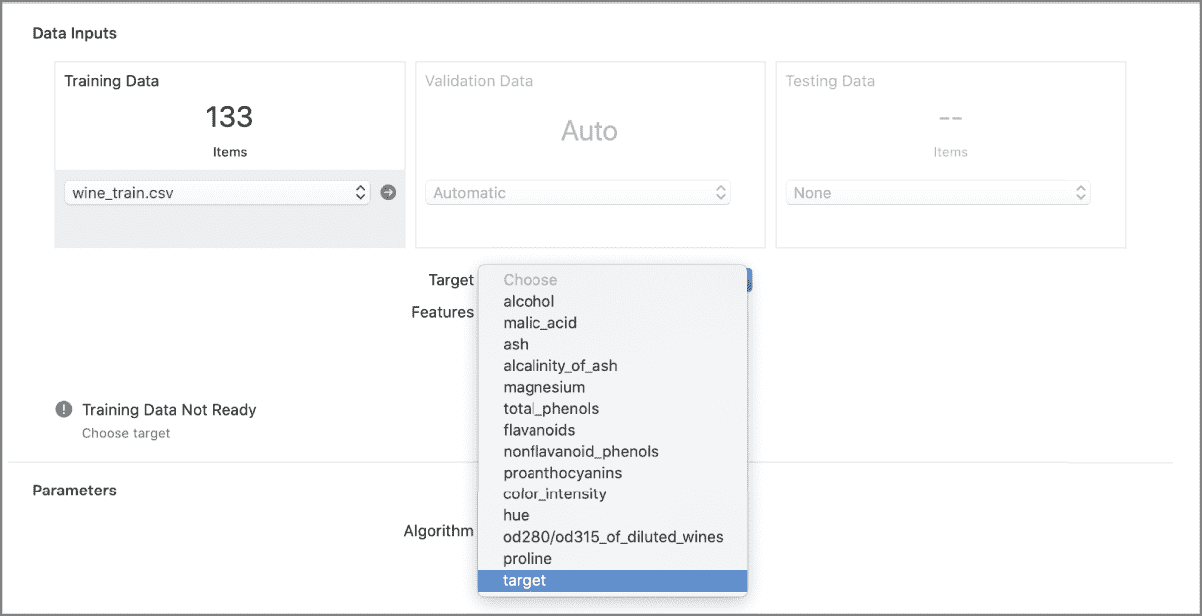 Data Inputs
Training Data
133
Items
wine_train.csv
Validation Data
Auto
Automatic
Testing Data
--
Items
None
Target
Features
Choose
alcohol
malic_acid
ash
alcalinity_of_ash
magnesium
total_phenols
flavanoids
nonflavanoid_phenols
proanthocyanins
color_intensity
hue
od280/od315_of_diluted_wines
proline
target
Training Data Not Ready
Choose target
Parameters
Algorithm